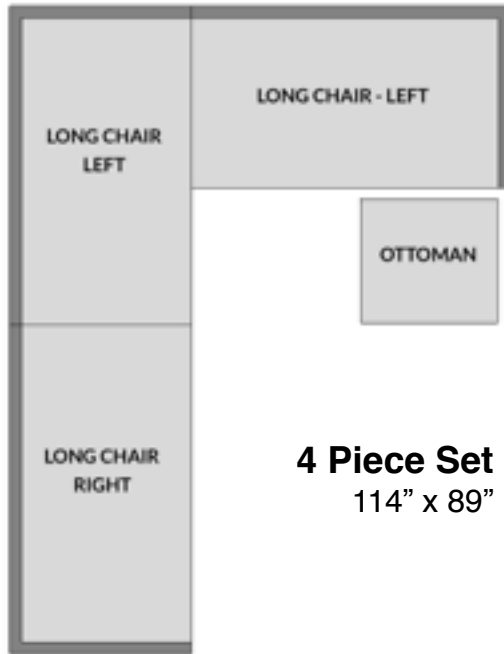 LONG CHAIR
LEFT
LONG CHAIR - LEFT
OTTOMAN
LONG CHAIR
RIGHT
4 Piece Set
114” x 89”